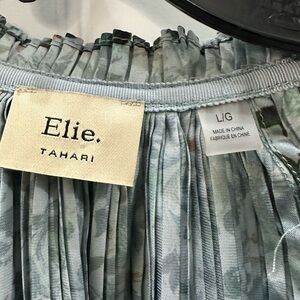 Elie.
TAHARI
L/G
MADE IN CHINA
FABRIQUÉ EN CHINE